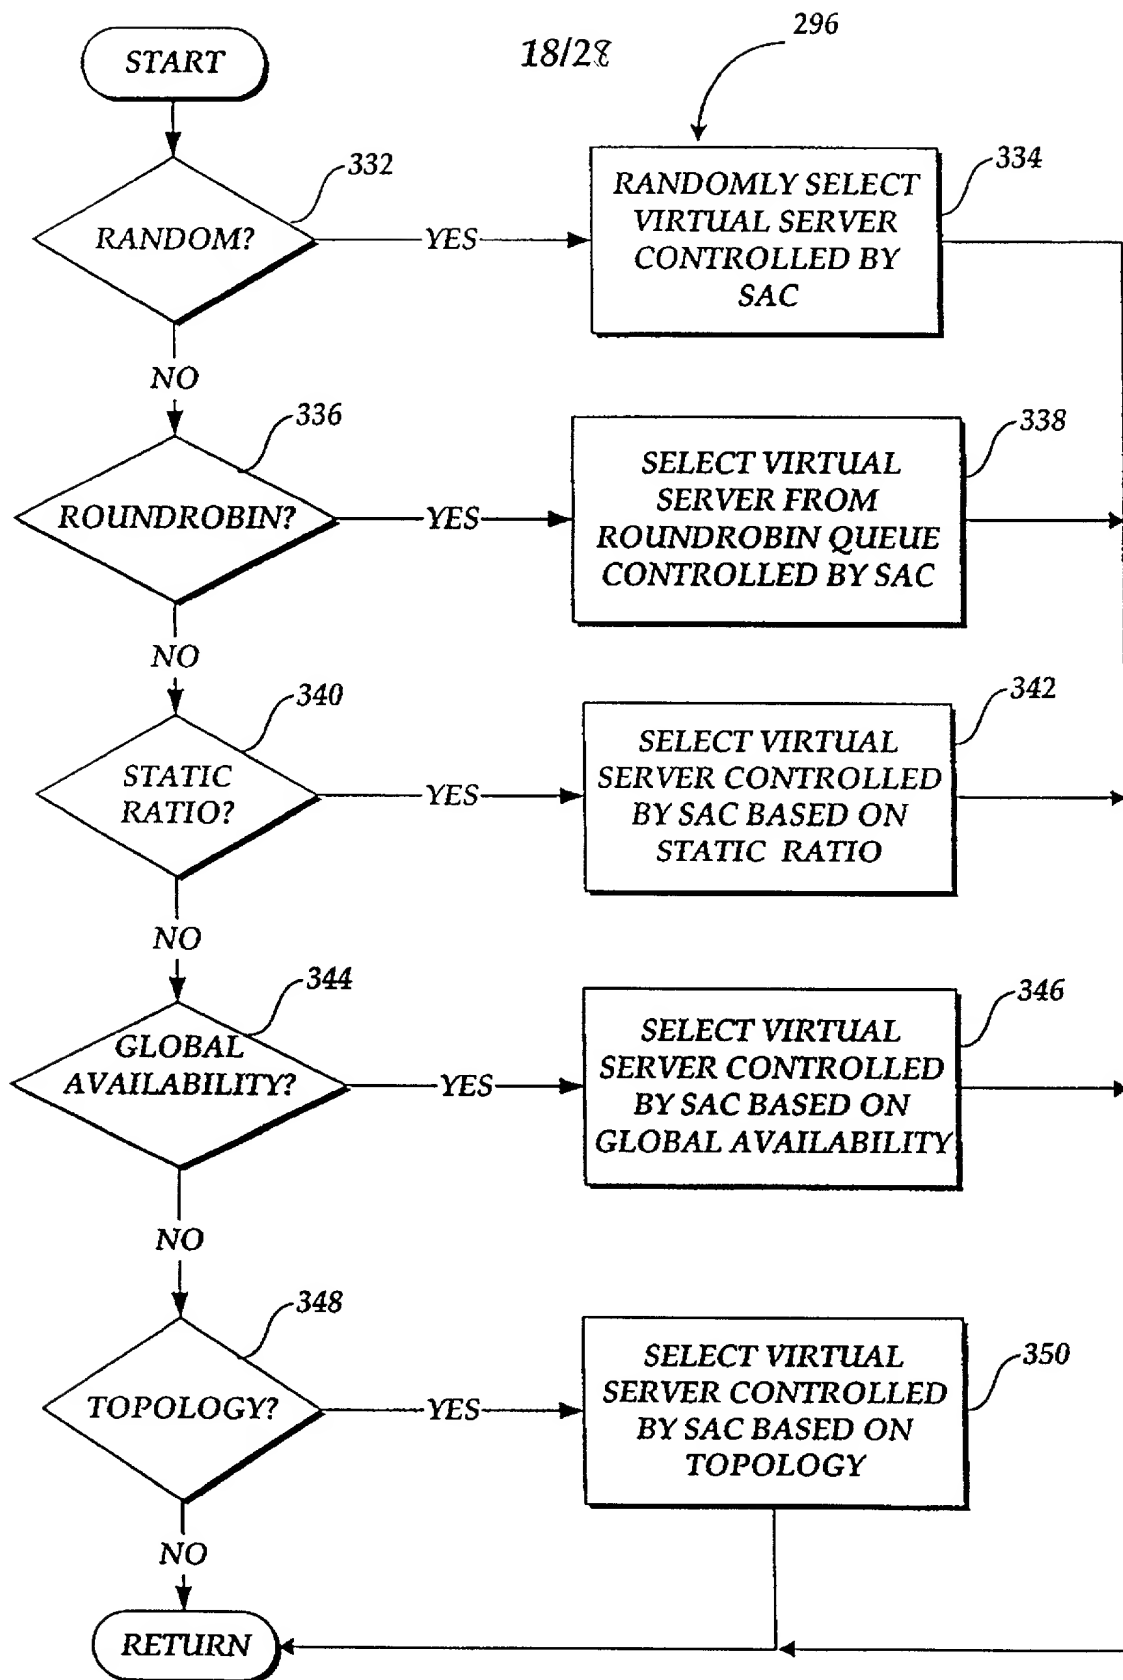 START
18/28
296
332
RANDOM?
YES
RANDOMLY SELECT
VIRTUAL SERVER
CONTROLLED BY
SAC
334
NO
336
ROUNDROBIN?
YES
SELECT VIRTUAL
SERVER FROM
ROUNDROBIN QUEUE
CONTROLLED BY SAC
338
NO
340
STATIC
RATIO?
YES
SELECT VIRTUAL
SERVER CONTROLLED
BY SAC BASED ON
STATIC RATIO
342
NO
344
GLOBAL
AVAILABILITY?
YES
SELECT VIRTUAL
SERVER CONTROLLED
BY SAC BASED ON
GLOBAL AVAILABILITY
346
NO
348
TOPOLOGY?
YES
SELECT VIRTUAL
SERVER CONTROLLED
BY SAC BASED ON
TOPOLOGY
350
NO
RETURN